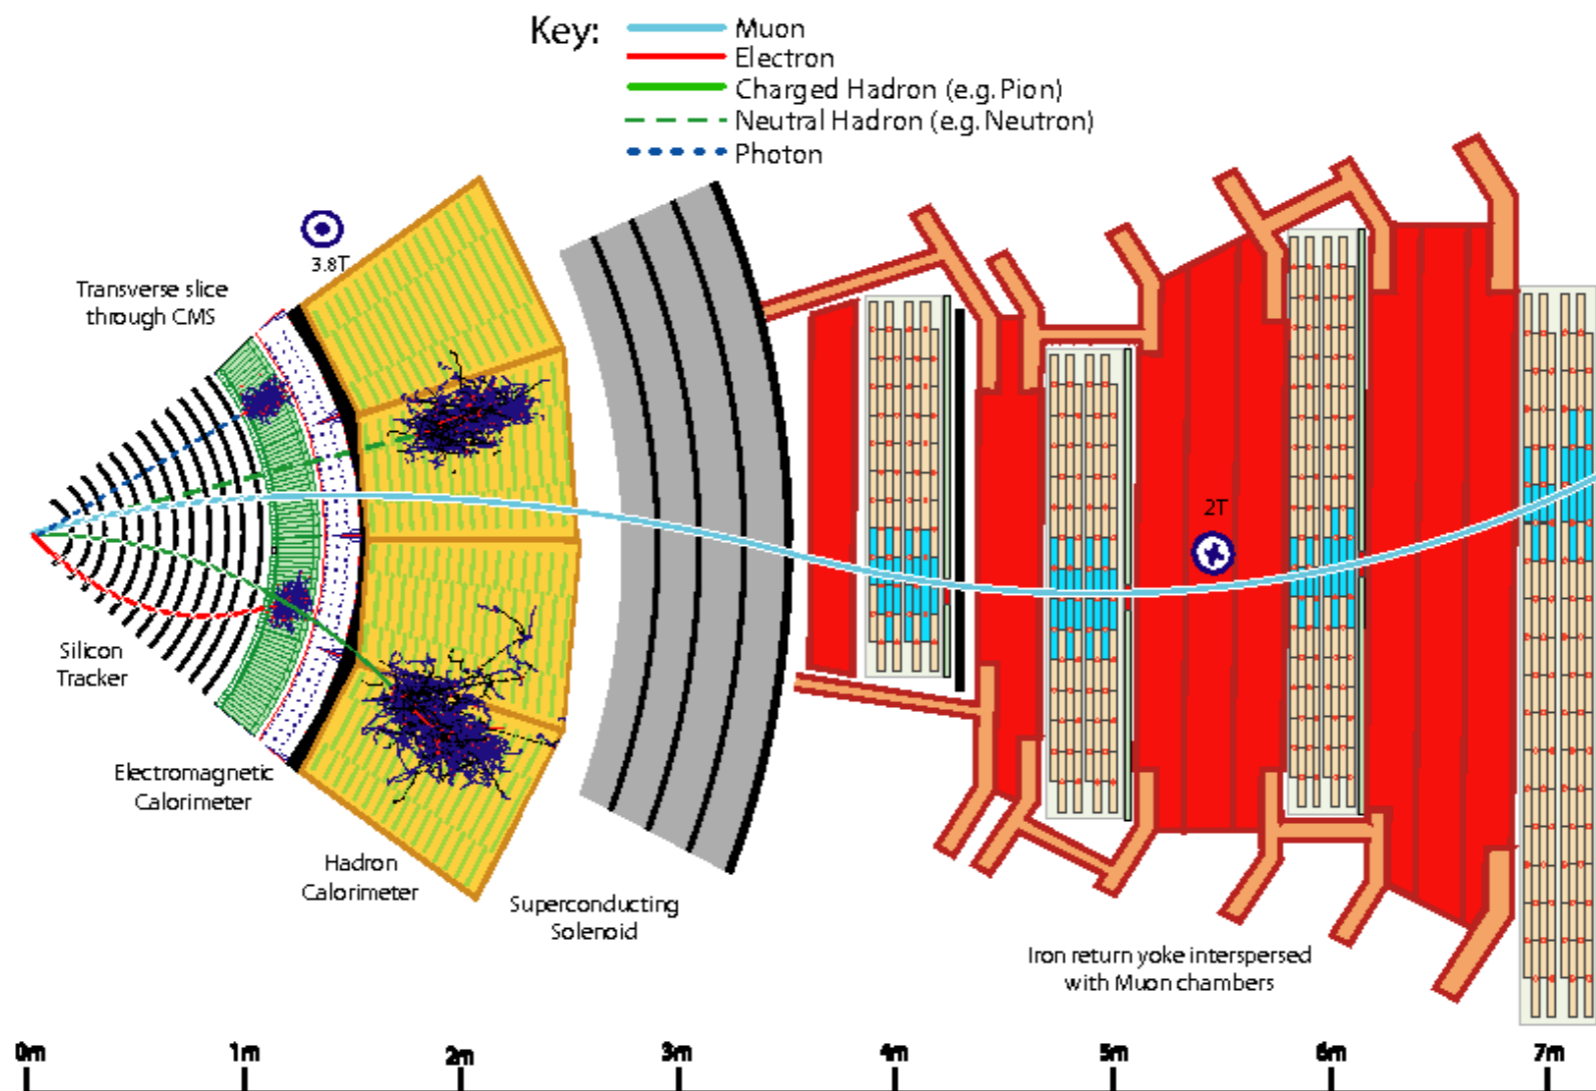 Key:
Muon
Electron
Charged Hadron (e.g. Pion)
Neutral Hadron (e.g. Neutron)
Photon
3.8T
Transverse slice
through CMS
2T
Silicon
Tracker
Electromagnetic
Calorimeter
Hadron
Calorimeter
Superconducting
Solenoid
Iron return yoke interspersed
with Muon chambers
0m 1m 2m 3m 4m 5m 6m 7m